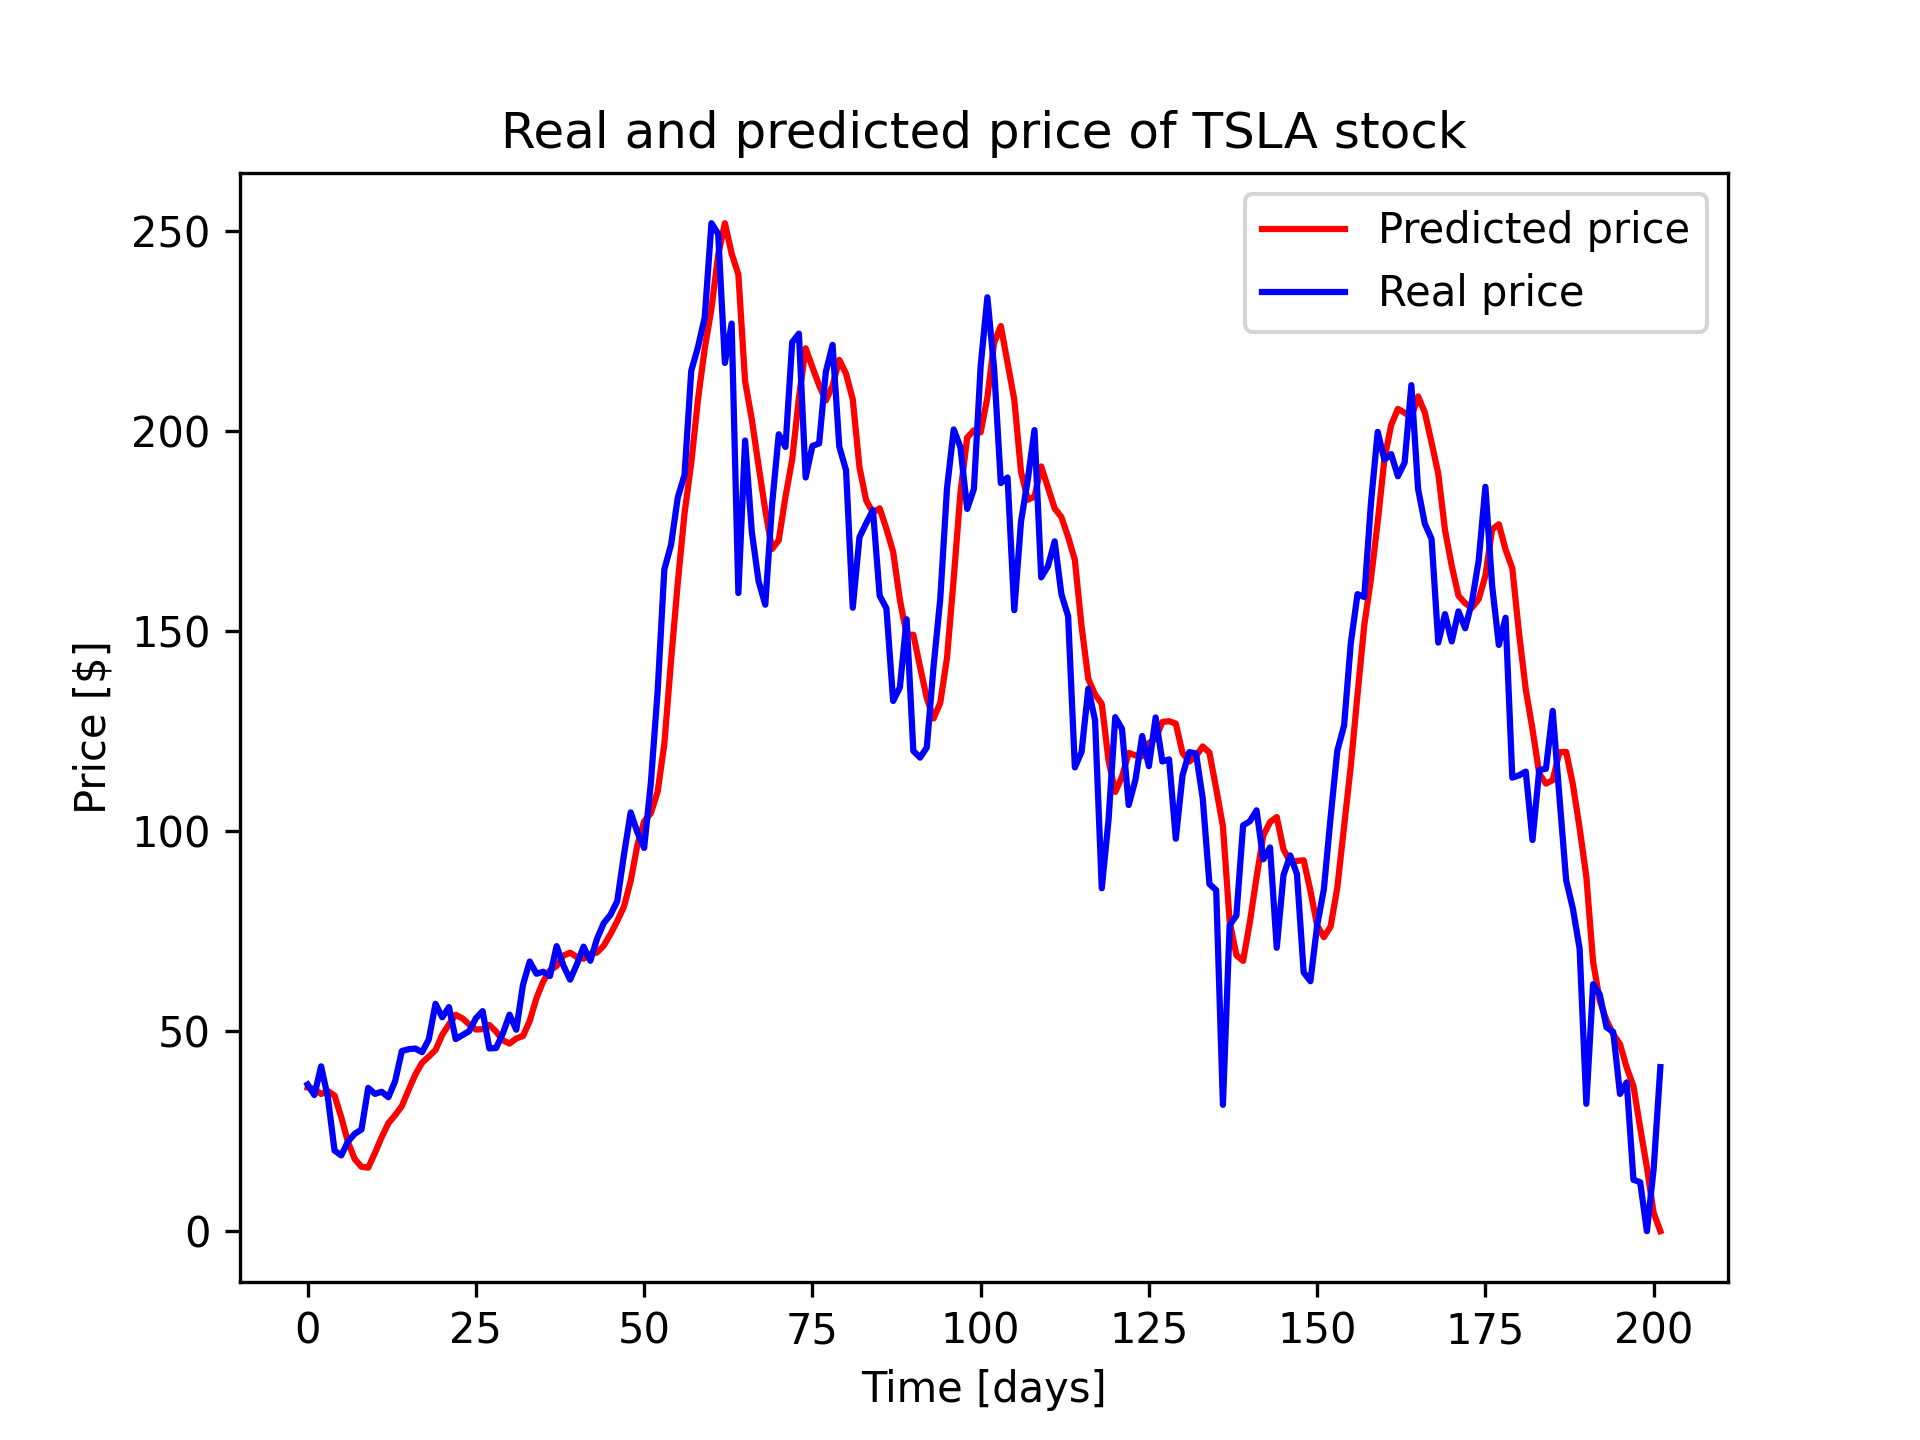 Real and predicted price of TSLA stock
Predicted price
Real price
Price [$]
250
200
150
100
50
0
0 25 50 75 100 125 150 175 200
Time [days]